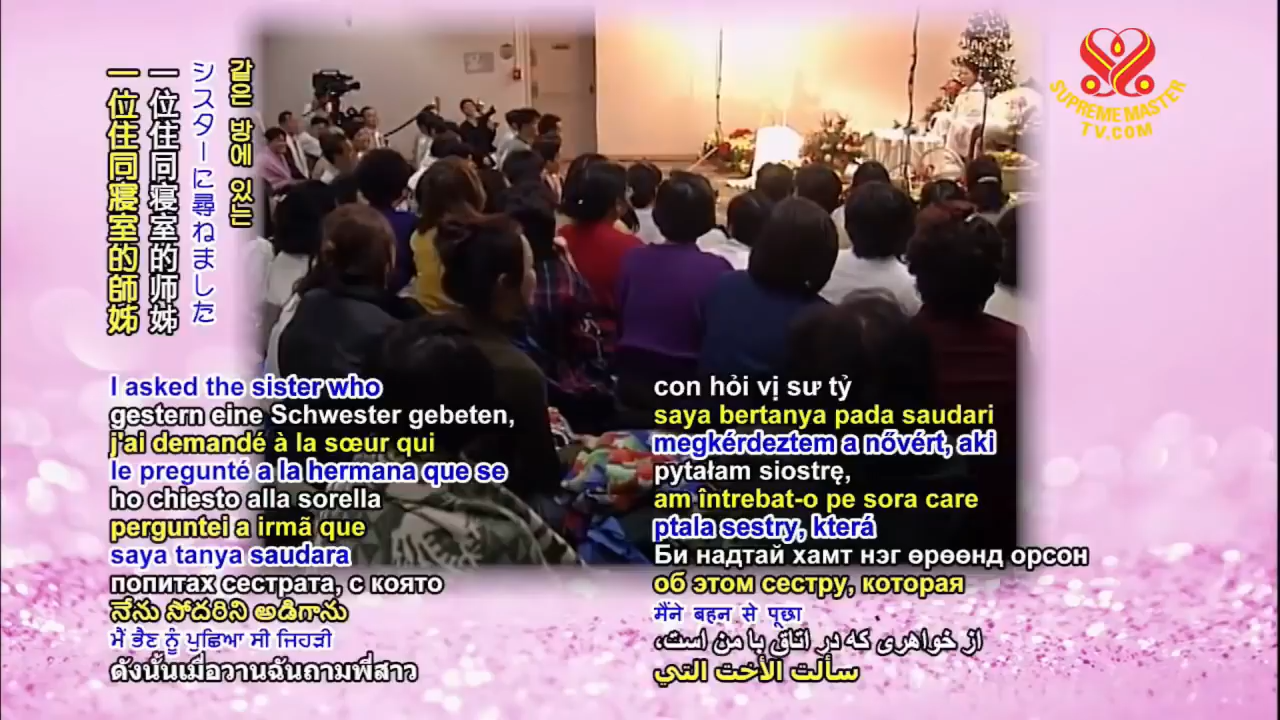 一位住同寢室的師姊
一位住同寝室的师姊
シスターに尋ねました
같은 방에 있는
SUPREME MASTER
TV.COM
I asked the sister who
gestern eine Schwester gebeten,
j'ai demandé à la sœur qui
le pregunté a la hermana que se
ho chiesto alla sorella
perguntei a irmã que
saya tanya saudara
попитах сестрата, с която
నేను సోదరిని అడిగాను
ਮੈਂ ਭੈਣ ਨੂੰ ਪੁਛਿਆ ਸੀ ਜਿਹੜੀ
ดังนั้นเมื่อวานฉันถามพี่สาว
con hỏi vị sư tỷ
saya bertanya pada saudari
megkérdeztem a nővért, aki
pytałam siostrę,
am întrebat-o pe sora care
ptala sestry, která
Би надтай хамт нэг өрөөнд орсон
об этом сестру, которая
मैंने बहन से पूछा
از خواهری که در اتاق با من است،
سألت الأخت التي